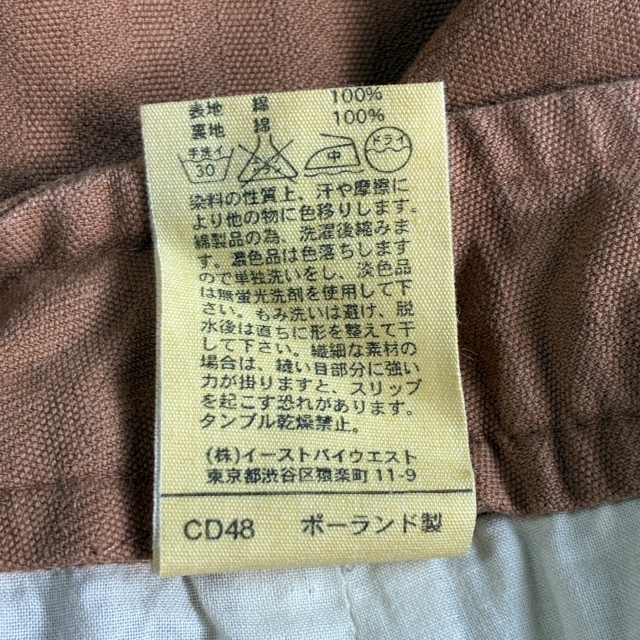 表地 綿 100%
裏地 綿 100%
手洗イ 30 エンソサラシ 中 ドライ
染料の性質上、汗や摩擦に
より他の物に色移りします。
綿製品の為、洗濯後縮みま
す。濃色品は色落ちします
ので単独洗いをし、淡色品
は無蛍光洗剤を使用して下
さい。もみ洗いは避け、脱
水後は直ちに形を整えて干
して下さい。繊細な素材の
場合は、縫い目部分に強い
力が掛りますと、スリップ
を起こす恐れがあります。
タンブル乾燥禁止。
(株)イーストバイウエスト
東京都渋谷区猿楽町 11-9
CD48 ポーランド製